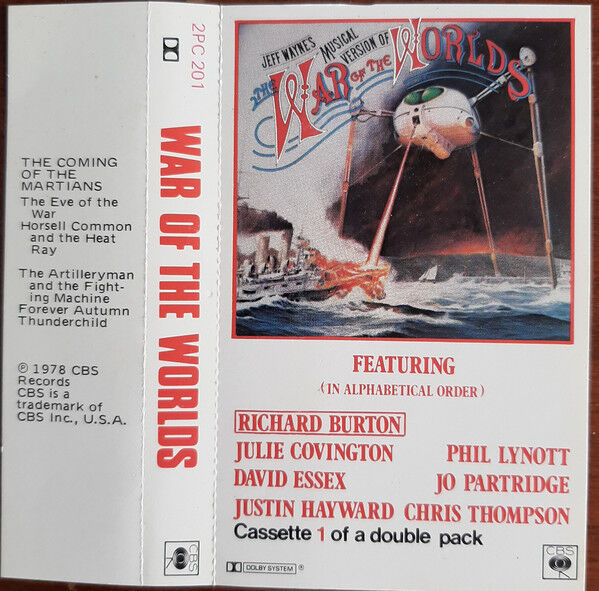 THE COMING
OF THE
MARTIANS
The Eve of the
War
Horsell Common
and the Heat
Ray
The Artilleryman
and the Fight-
ing Machine
Forever Autumn
Thunderchild
℗ 1978 CBS
Records
CBS is a
trademark of
CBS Inc., U.S.A.
2PC 201
WAR OF THE WORLDS
CBS
JEFF WAYNE'S
MUSICAL
VERSION OF
THE WAR OF THE WORLDS
FEATURING
(IN ALPHABETICAL ORDER)
RICHARD BURTON
JULIE COVINGTON PHIL LYNOTT
DAVID ESSEX JO PARTRIDGE
JUSTIN HAYWARD CHRIS THOMPSON
Cassette 1 of a double pack
DOLBY SYSTEM ®
CBS